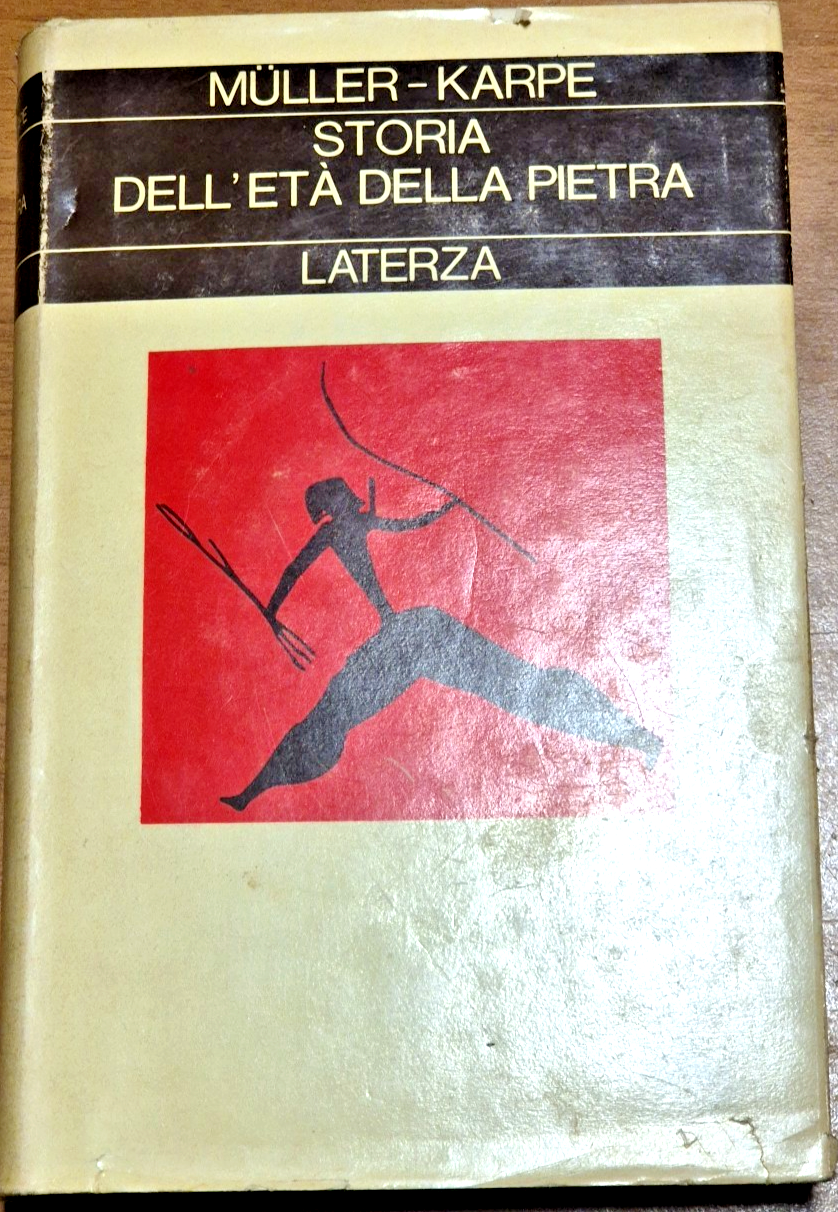 MÜLLER-KARPE
STORIA
DELL'ETÀ DELLA PIETRA
LATERZA